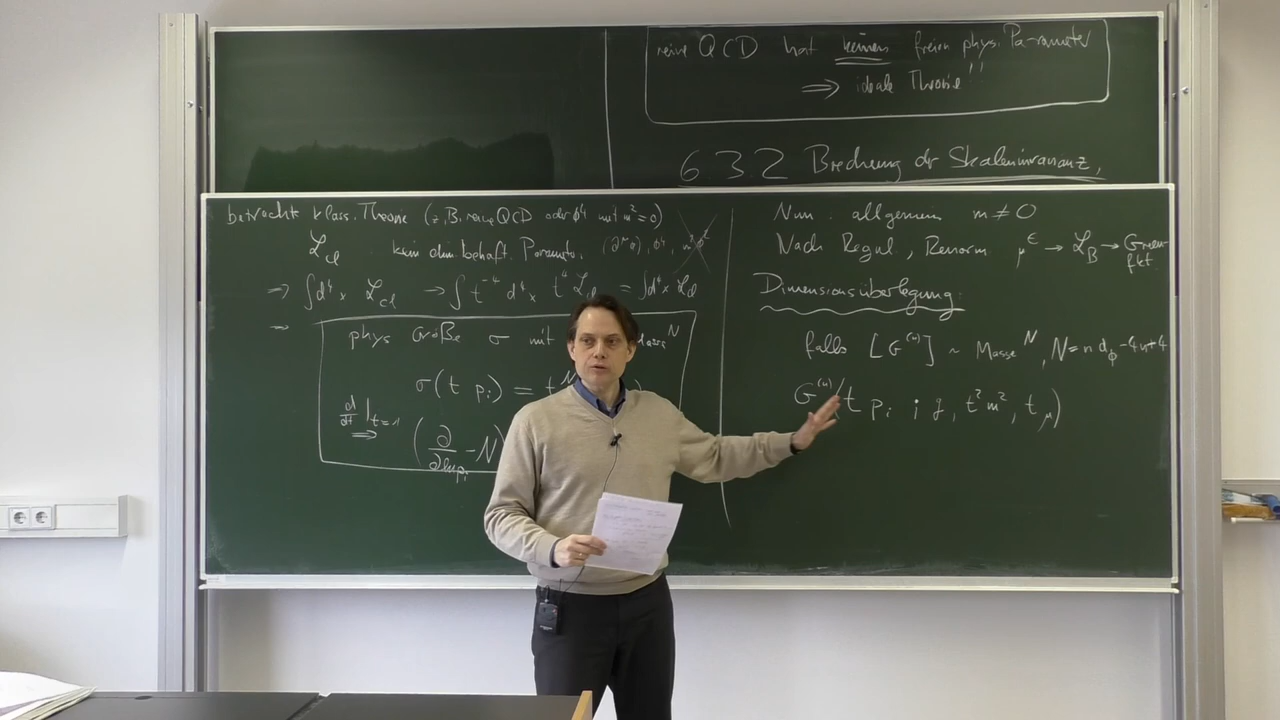 reine QCD hat keinen freien phys. Parameter
⇒ ideale Theorie"
6.3.2 Brechung der Skaleninvarianz,
betrachte klass. Theorie (z.B. reine QCD oder ϕ⁴ mit m²=0)
ℒ_cl kein dim.behaft. Parameter, (∂^μϕ)², ϕ⁴, m²ϕ²
⇒ ∫d⁴x ℒ_cl → ∫t⁻⁴ d⁴x t⁴ ℒ_cl = ∫d⁴x ℒ_cl
⇒
phys Größe σ mit Masse^N
σ(t p_i) = t^N
d/dt |_{t=1} ⇒ (∂/∂ln p_i - N)
Nun: allgemein m≠0
Nach Regul., Renorm. μ^ϵ → ℒ_B → Green-fkt.
Dimensionsüberlegung:
falls [G^(n)] ~ Masse^N, N = n d_ϕ - 4n + 4
G^(n)(t p_i ; g, t²m², t μ)